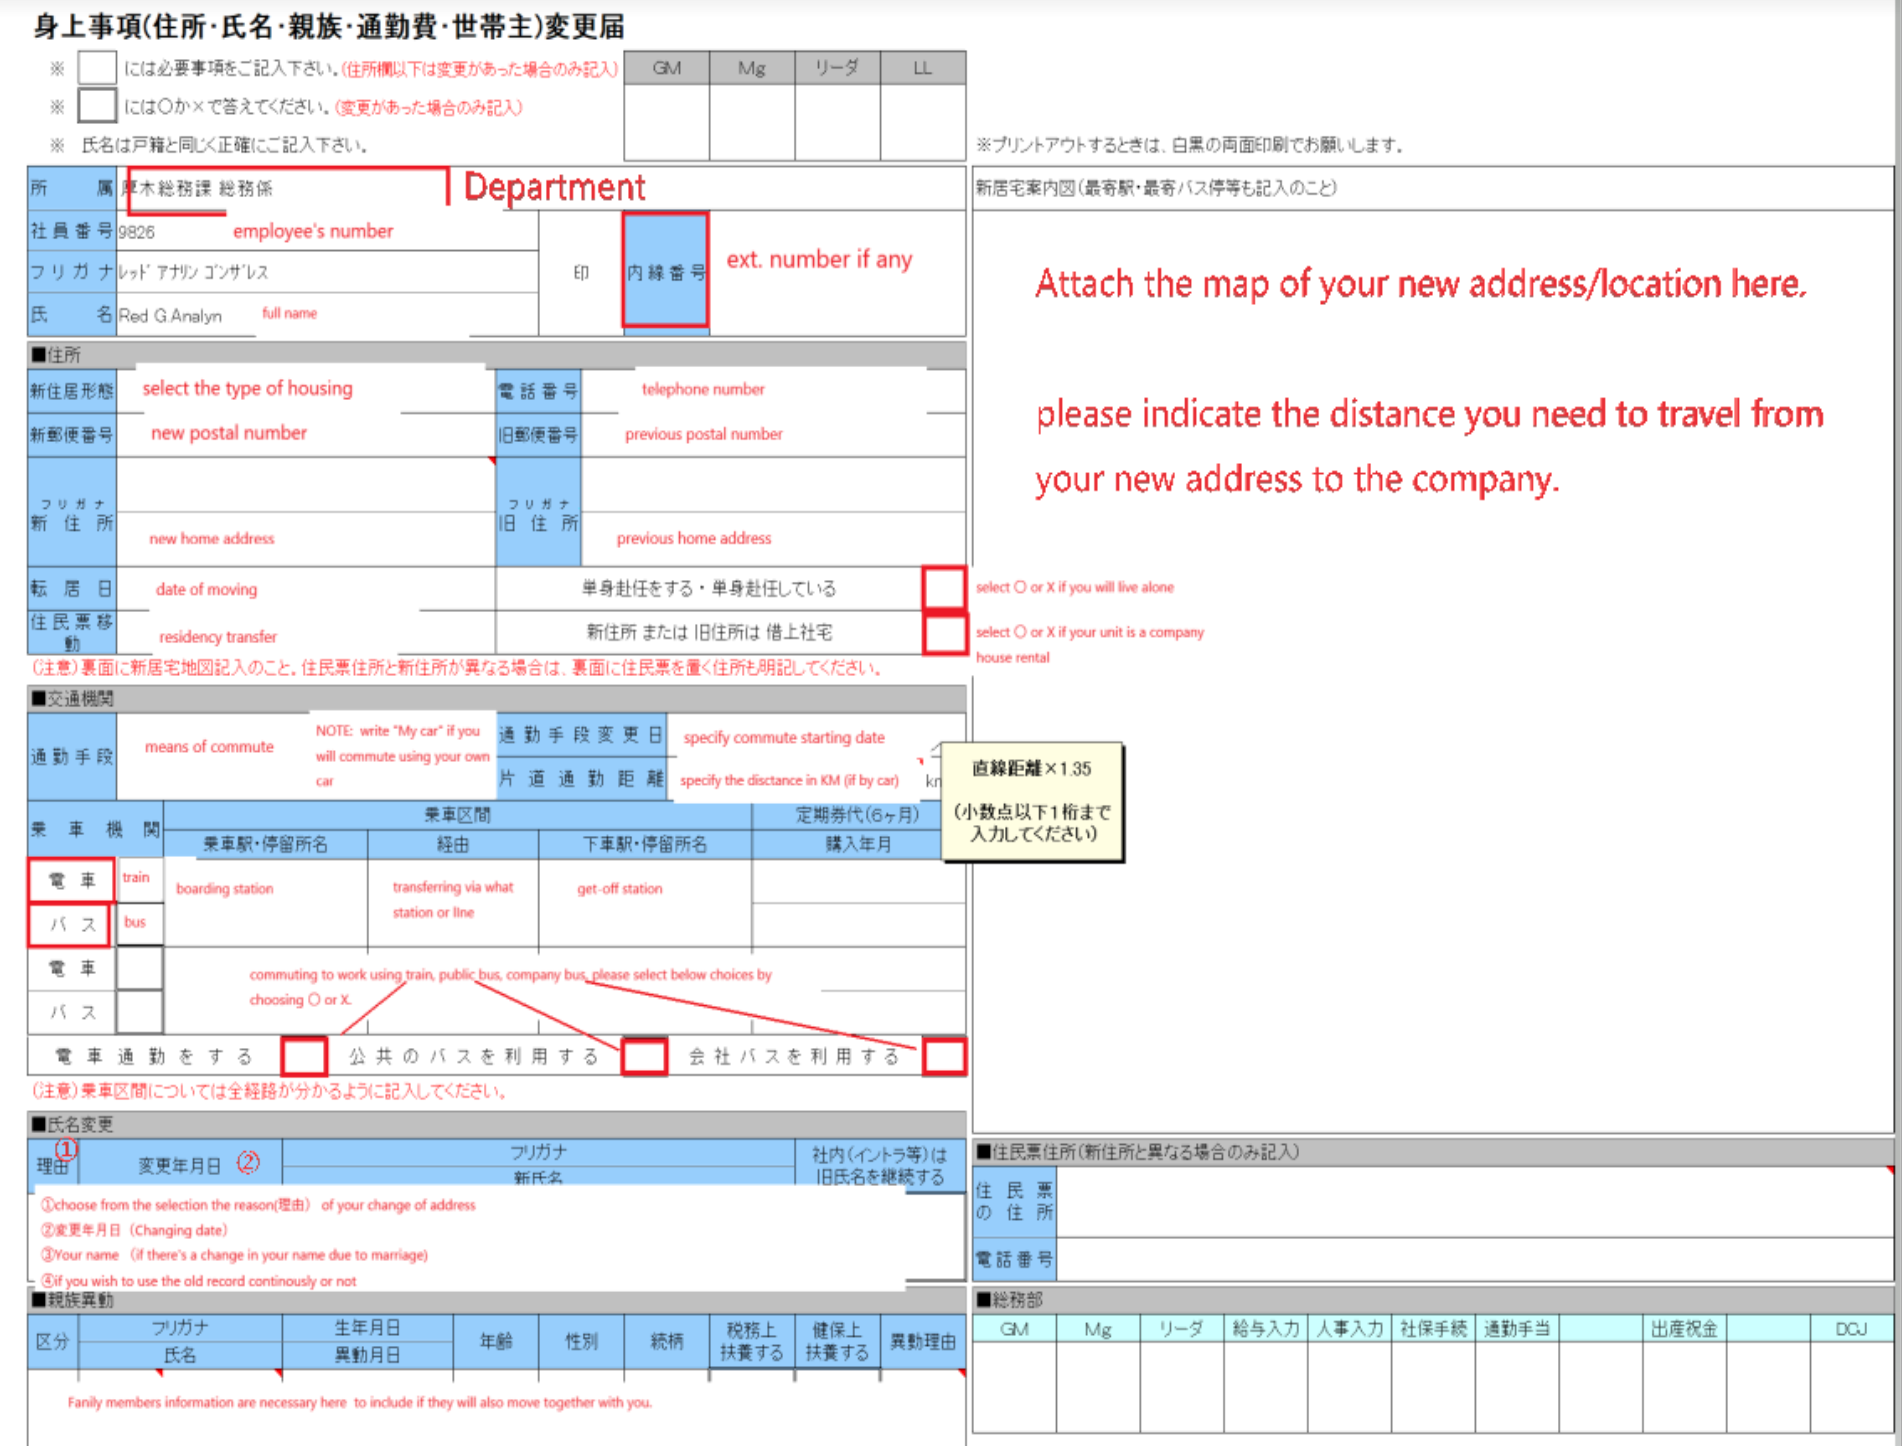 身上事項(住所・氏名・親族・通勤費・世帯主)変更届
※ には必要事項をご記入下さい。(住所欄以下は変更があった場合のみ記入)
※ には〇か×で答えてください。(変更があった場合のみ記入)
※ 氏名は戸籍と同じく正確にご記入下さい。
GM Mg リーダ LL
※プリントアウトするときは、白黒の両面印刷でお願いします。
所属 厚木総務課 総務係 Department
社員番号 9826 employee's number
フリガナ レッド アナリン ゴンザレス
氏名 Red G.Analyn full name
印 内線番号 ext. number if any
新居宅案内図(最寄駅・最寄バス停等も記入のこと)
Attach the map of your new address/location here.
please indicate the distance you need to travel from
your new address to the company.
■住所
新住居形態 select the type of housing 電話番号 telephone number
新郵便番号 new postal number 旧郵便番号 previous postal number
フリガナ フリガナ
新住所 旧住所
new home address previous home address
転居日 date of moving 単身赴任をする・単身赴任している select 〇 or X if you will live alone
住民票移動 residency transfer 新住所 または 旧住所は 借上社宅 select 〇 or X if your unit is a company
house rental
(注意)裏面に新居宅地図記入のこと。住民票住所と新住所が異なる場合は、裏面に住民票を置く住所も明記してください。
■交通機関
通勤手段 means of commute
NOTE: write "My car" if you
will commute using your own
car
通勤手段変更日 specify commute starting date
片道通勤距離 specify the disctance in KM (if by car)
直線距離×1.35
(小数点以下1桁まで
入力してください)
乗車機関 乗車区間 定期券代(6ヶ月)
乗車駅・停留所名 経由 下車駅・停留所名 購入年月
電車 train boarding station transferring via what get-off station
station or lIne
バス bus
電車
バス
commuting to work using train, public bus, company bus, please select below choices by
choosing 〇 or X.
電車通勤をする 公共のバスを利用する 会社バスを利用する
(注意)乗車区間については全経路が分かるように記入してください。
■氏名変更
理由 ① 変更年月日 ② フリガナ 社内(イントラ等)は
新氏名 旧氏名を継続する
①choose from the selection the reason(理由) of your change of address
②変更年月日 (Changing date)
③Your name (if there's a change in your name due to marriage)
④if you wish to use the old record continously or not
■住民票住所(新住所と異なる場合のみ記入)
住民票
の住所
電話番号
■親族異動
区分 フリガナ 生年月日 年齢 性別 続柄 税務上 健保上 異動理由
氏名 異動月日 扶養する 扶養する
Fanily members information are necessary here to include if they will also move together with you.
■総務部
GM Mg リーダ 給与入力 人事入力 社保手続 通勤手当 出産祝金 DCJ